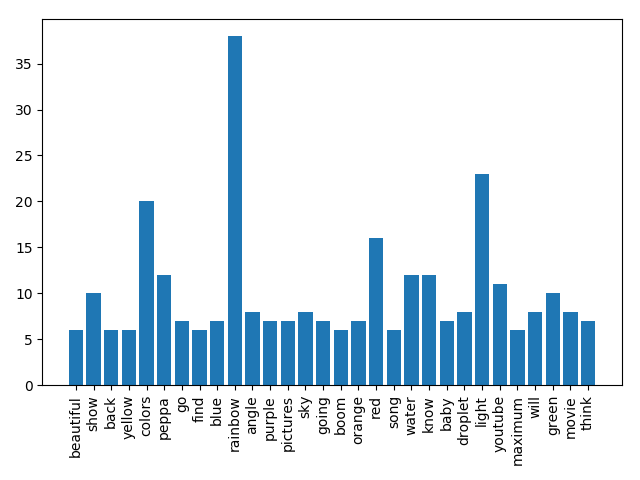 35
30
25
20
15
10
5
0
beautiful
show
back
yellow
colors
peppa
go
find
blue
rainbow
angle
purple
pictures
sky
going
boom
orange
red
song
water
know
baby
droplet
light
youtube
maximum
will
green
movie
think